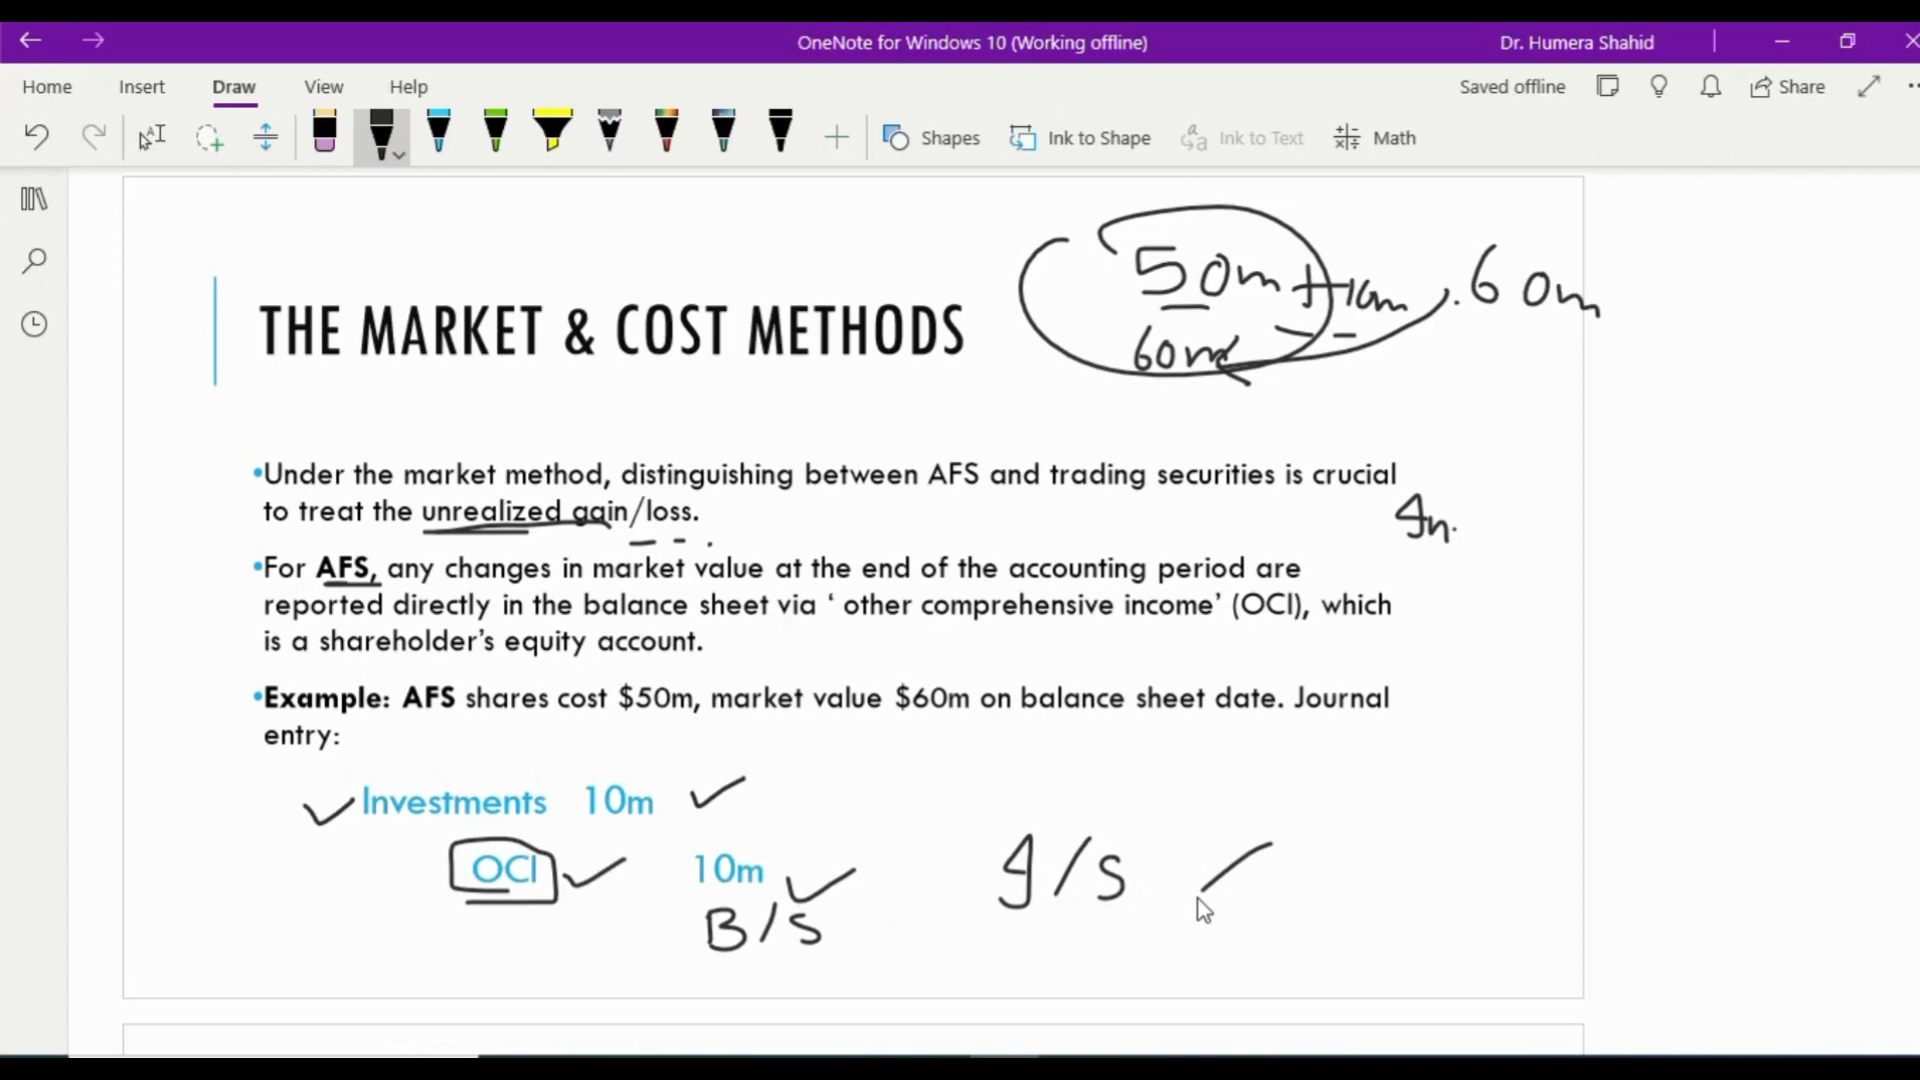 OneNote for Windows 10 (Working offline)
Dr. Humera Shahid
Home Insert Draw View Help
Saved offline Share
Shapes Ink to Shape Ink to Text Math
50m + 10m . 60m
THE MARKET & COST METHODS
60m
•Under the market method, distinguishing between AFS and trading securities is crucial
to treat the unrealized gain/loss.
•For AFS, any changes in market value at the end of the accounting period are
reported directly in the balance sheet via ‘ other comprehensive income’ (OCI), which
is a shareholder’s equity account.
•Example: AFS shares cost $50m, market value $60m on balance sheet date. Journal
entry:
Investments 10m
OCI 10m
B/S